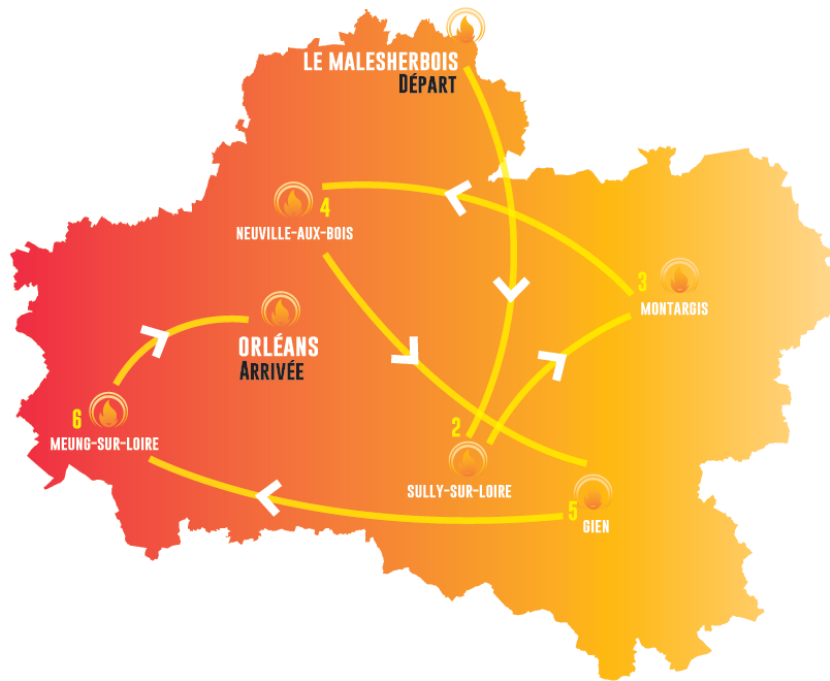 LE MALESHERBOIS
DÉPART
4
NEUVILLE-AUX-BOIS
3
MONTARGIS
ORLÉANS
ARRIVÉE
6
MEUNG-SUR-LOIRE
2
SULLY-SUR-LOIRE
5
GIEN